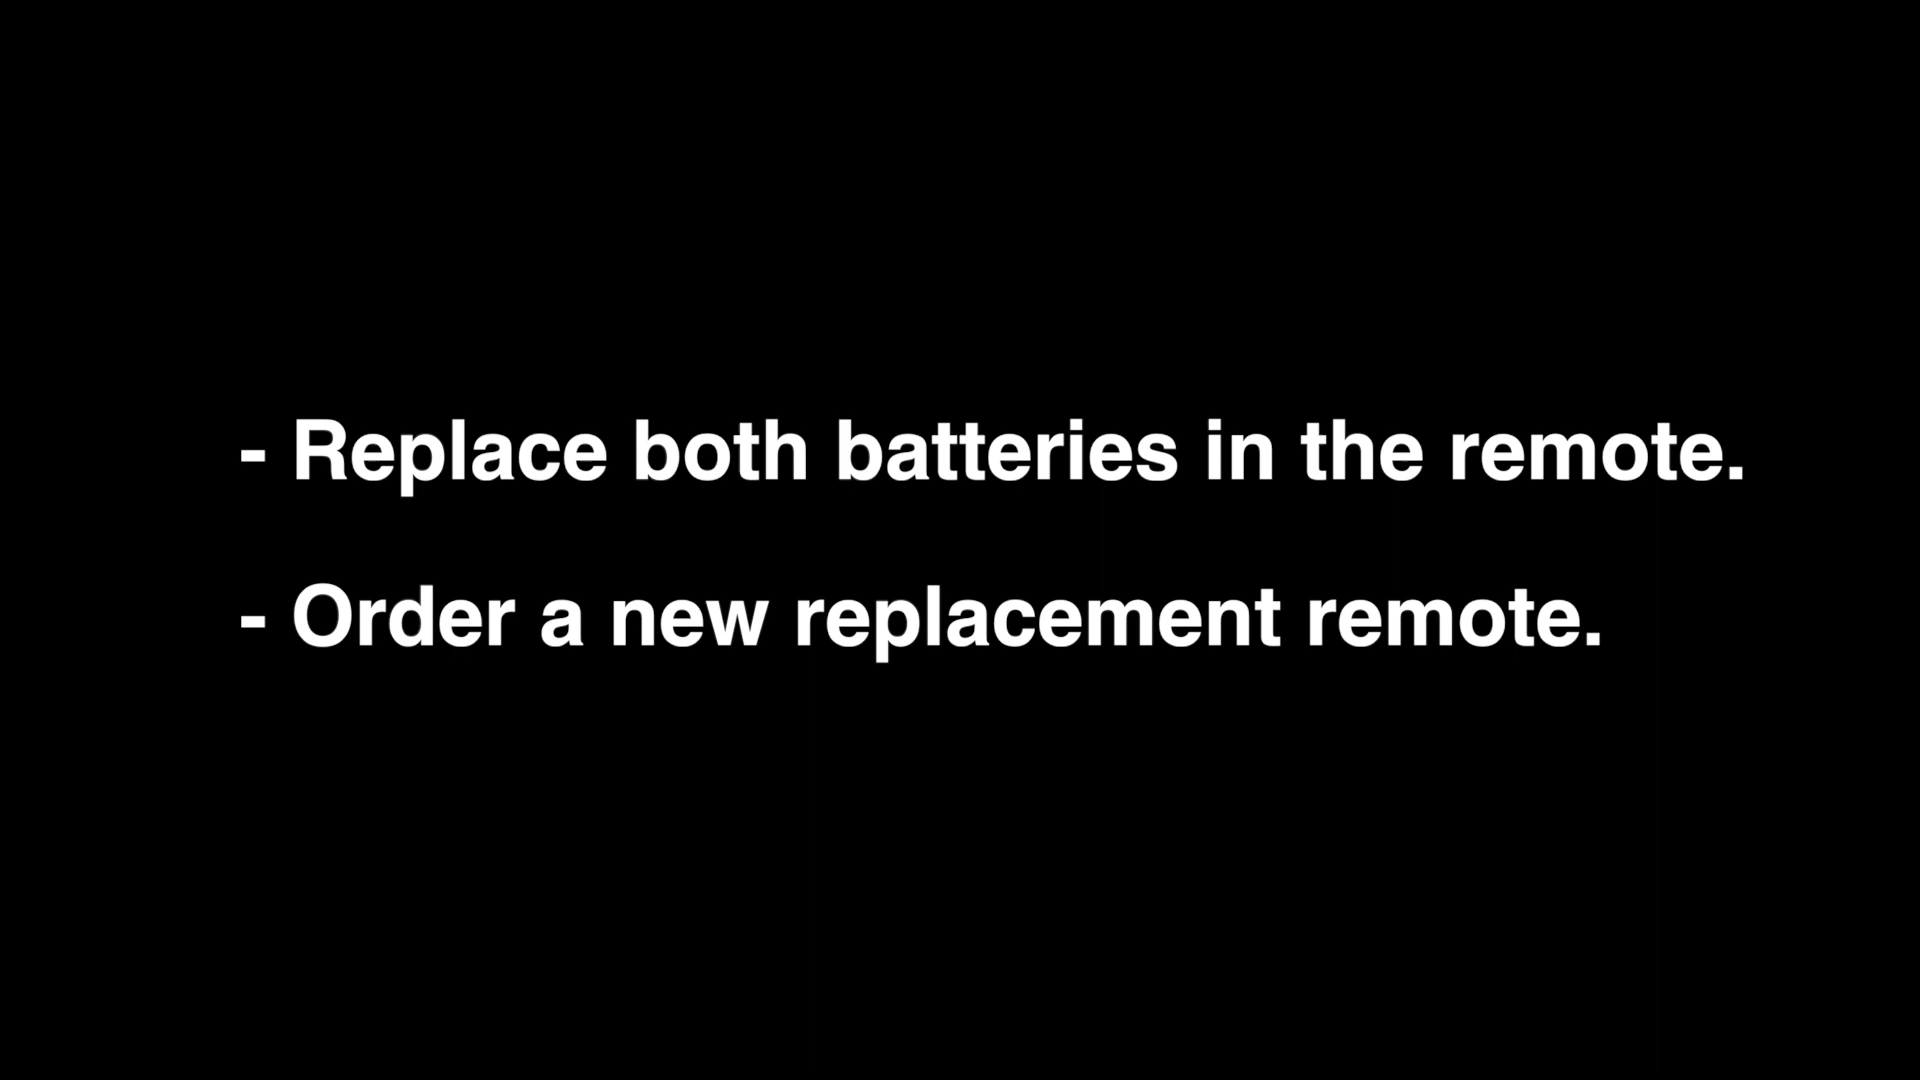 - Replace both batteries in the remote.
- Order a new replacement remote.